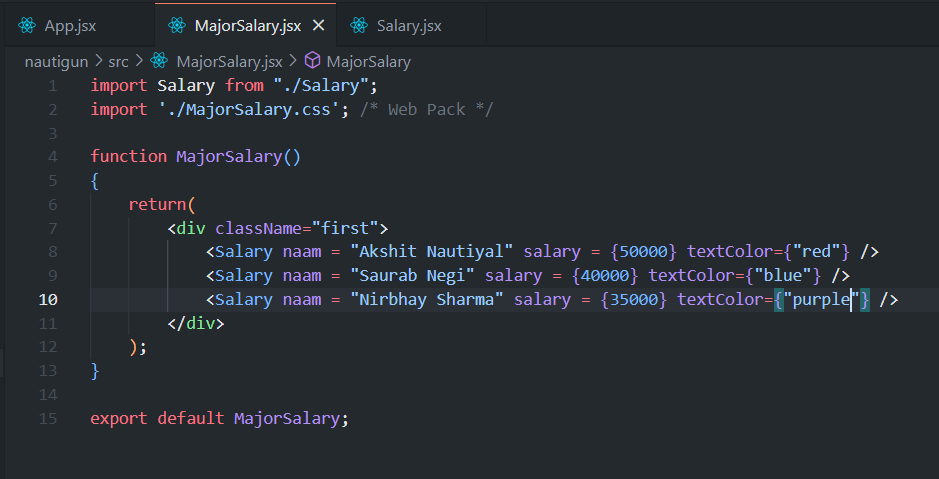 App.jsx MajorSalary.jsx × Salary.jsx
nautigun > src > MajorSalary.jsx > MajorSalary
1 import Salary from "./Salary";
2 import './MajorSalary.css'; /* Web Pack */
3
4 function MajorSalary()
5 {
6     return(
7         <div className="first">
8             <Salary naam = "Akshit Nautiyal" salary = {50000} textColor={"red"} />
9             <Salary naam = "Saurab Negi" salary = {40000} textColor={"blue"} />
10             <Salary naam = "Nirbhay Sharma" salary = {35000} textColor={"purple"} />
11         </div>
12     );
13 }
14
15 export default MajorSalary;